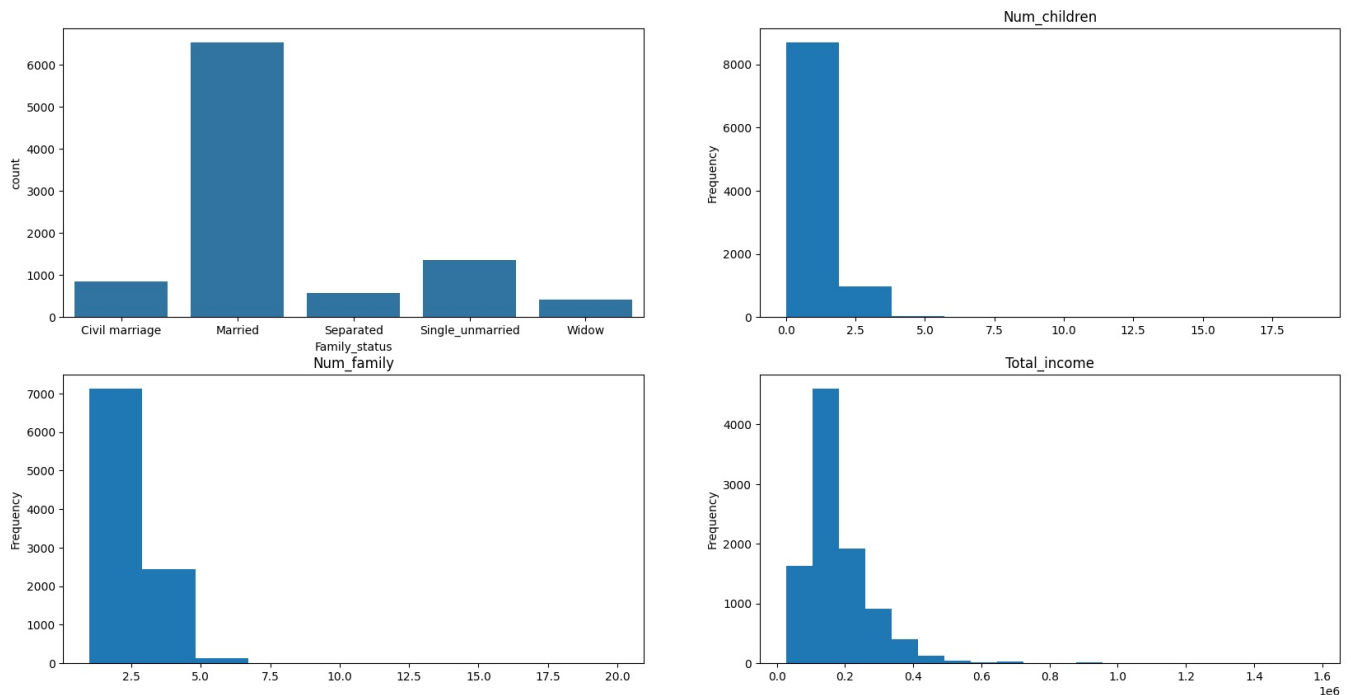 6000
5000
4000
3000
2000
1000
0
count
Civil marriage Married Separated Single_unmarried Widow
Family_status
Num_children
8000
6000
4000
2000
0
Frequency
0.0 2.5 5.0 7.5 10.0 12.5 15.0 17.5
Num_family
7000
6000
5000
4000
3000
2000
1000
0
Frequency
2.5 5.0 7.5 10.0 12.5 15.0 17.5 20.0
Total_income
4000
3000
2000
1000
0
Frequency
0.0 0.2 0.4 0.6 0.8 1.0 1.2 1.4 1.6
1e6